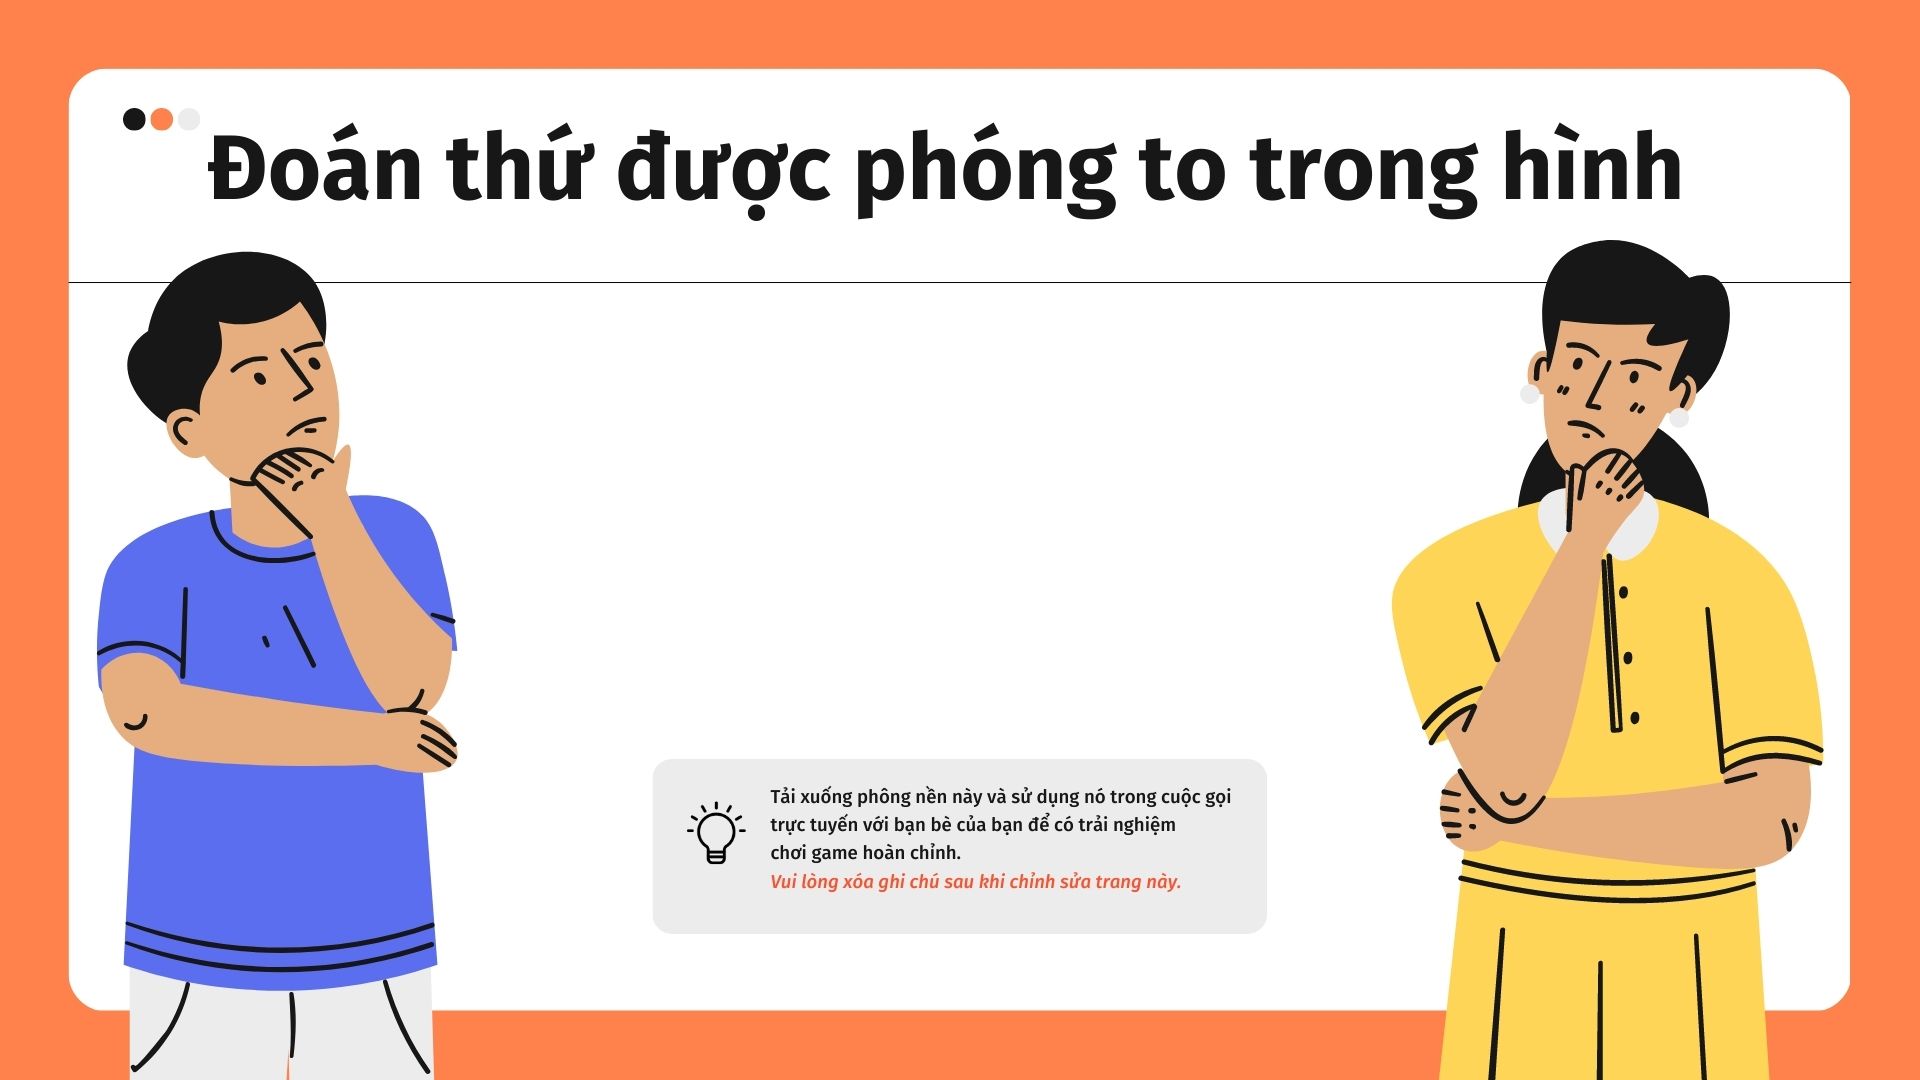 Đoán thứ được phóng to trong hình
Tải xuống phông nền này và sử dụng nó trong cuộc gọi
trực tuyến với bạn bè của bạn để có trải nghiệm
chơi game hoàn chỉnh.
Vui lòng xóa ghi chú sau khi chỉnh sửa trang này.